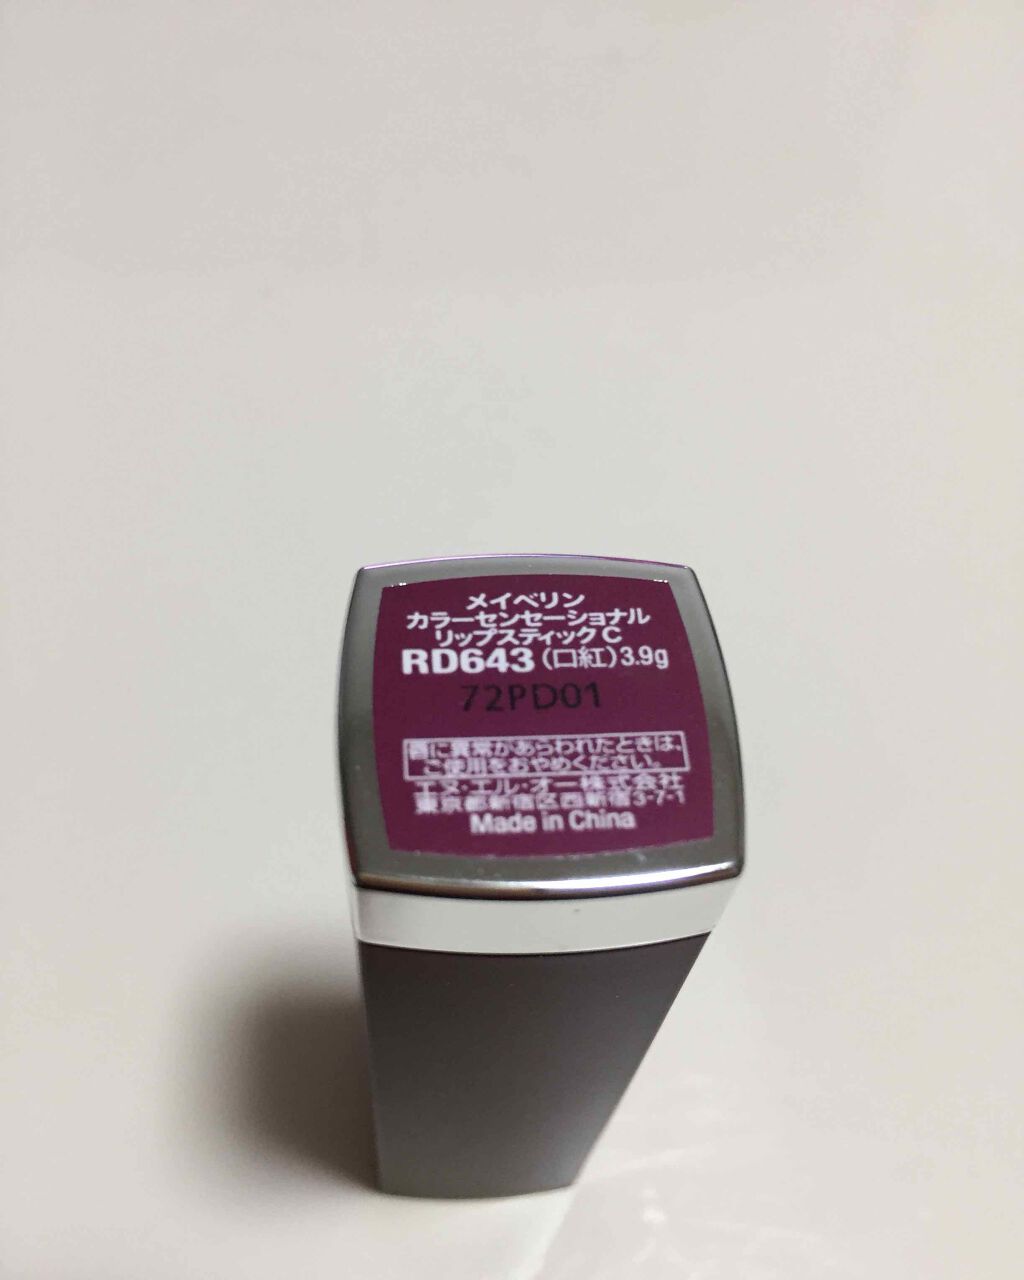 メイベリン
カラーセンセーショナル
リップスティック C
RD643 (口紅) 3.9g
72PD01
唇に異常があらわれたときは、
ご使用をおやめください。
エヌ・エル・オー株式会社
東京都新宿区西新宿3-7-1
Made in China